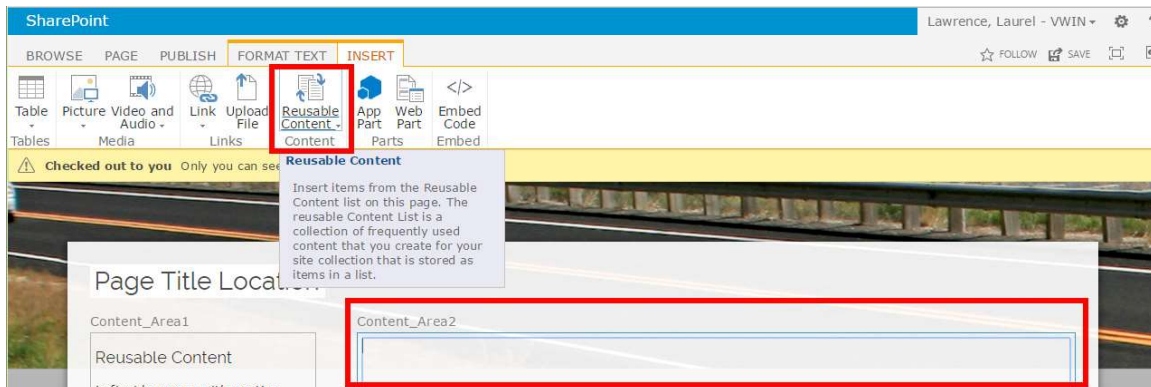 SharePoint
Lawrence, Laurel - VWIN
BROWSE PAGE PUBLISH FORMAT TEXT INSERT
FOLLOW SAVE
Table Picture Video and Audio Link Upload File Reusable Content App Part Web Part Embed Code
Tables Media Links Content Parts Embed
Checked out to you Only you can see
Reusable Content
Insert items from the Reusable
Content list on this page. The
reusable Content List is a
collection of frequently used
content that you create for your
site collection that is stored as
items in a list.
Page Title Location
Content_Area1
Content_Area2
Reusable Content